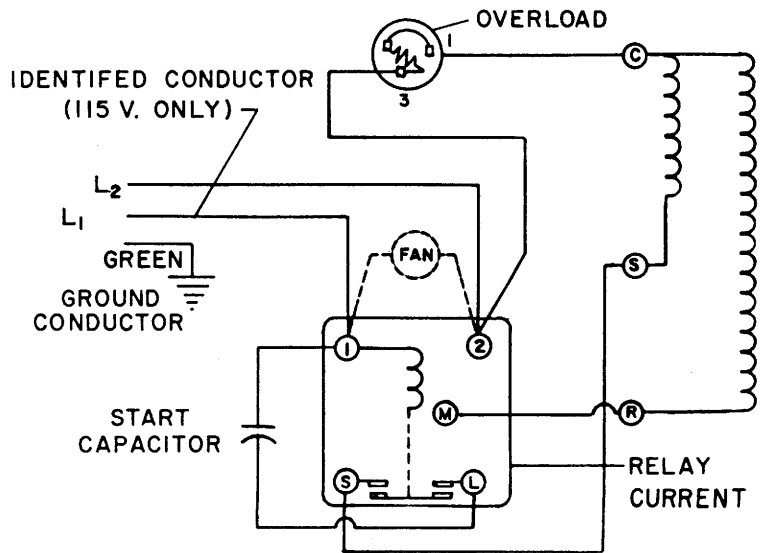 OVERLOAD
1
3
C
IDENTIFED CONDUCTOR
(115 V. ONLY)
L2
L1
GREEN
GROUND
CONDUCTOR
FAN
S
1
2
M
R
START
CAPACITOR
S
L
RELAY
CURRENT